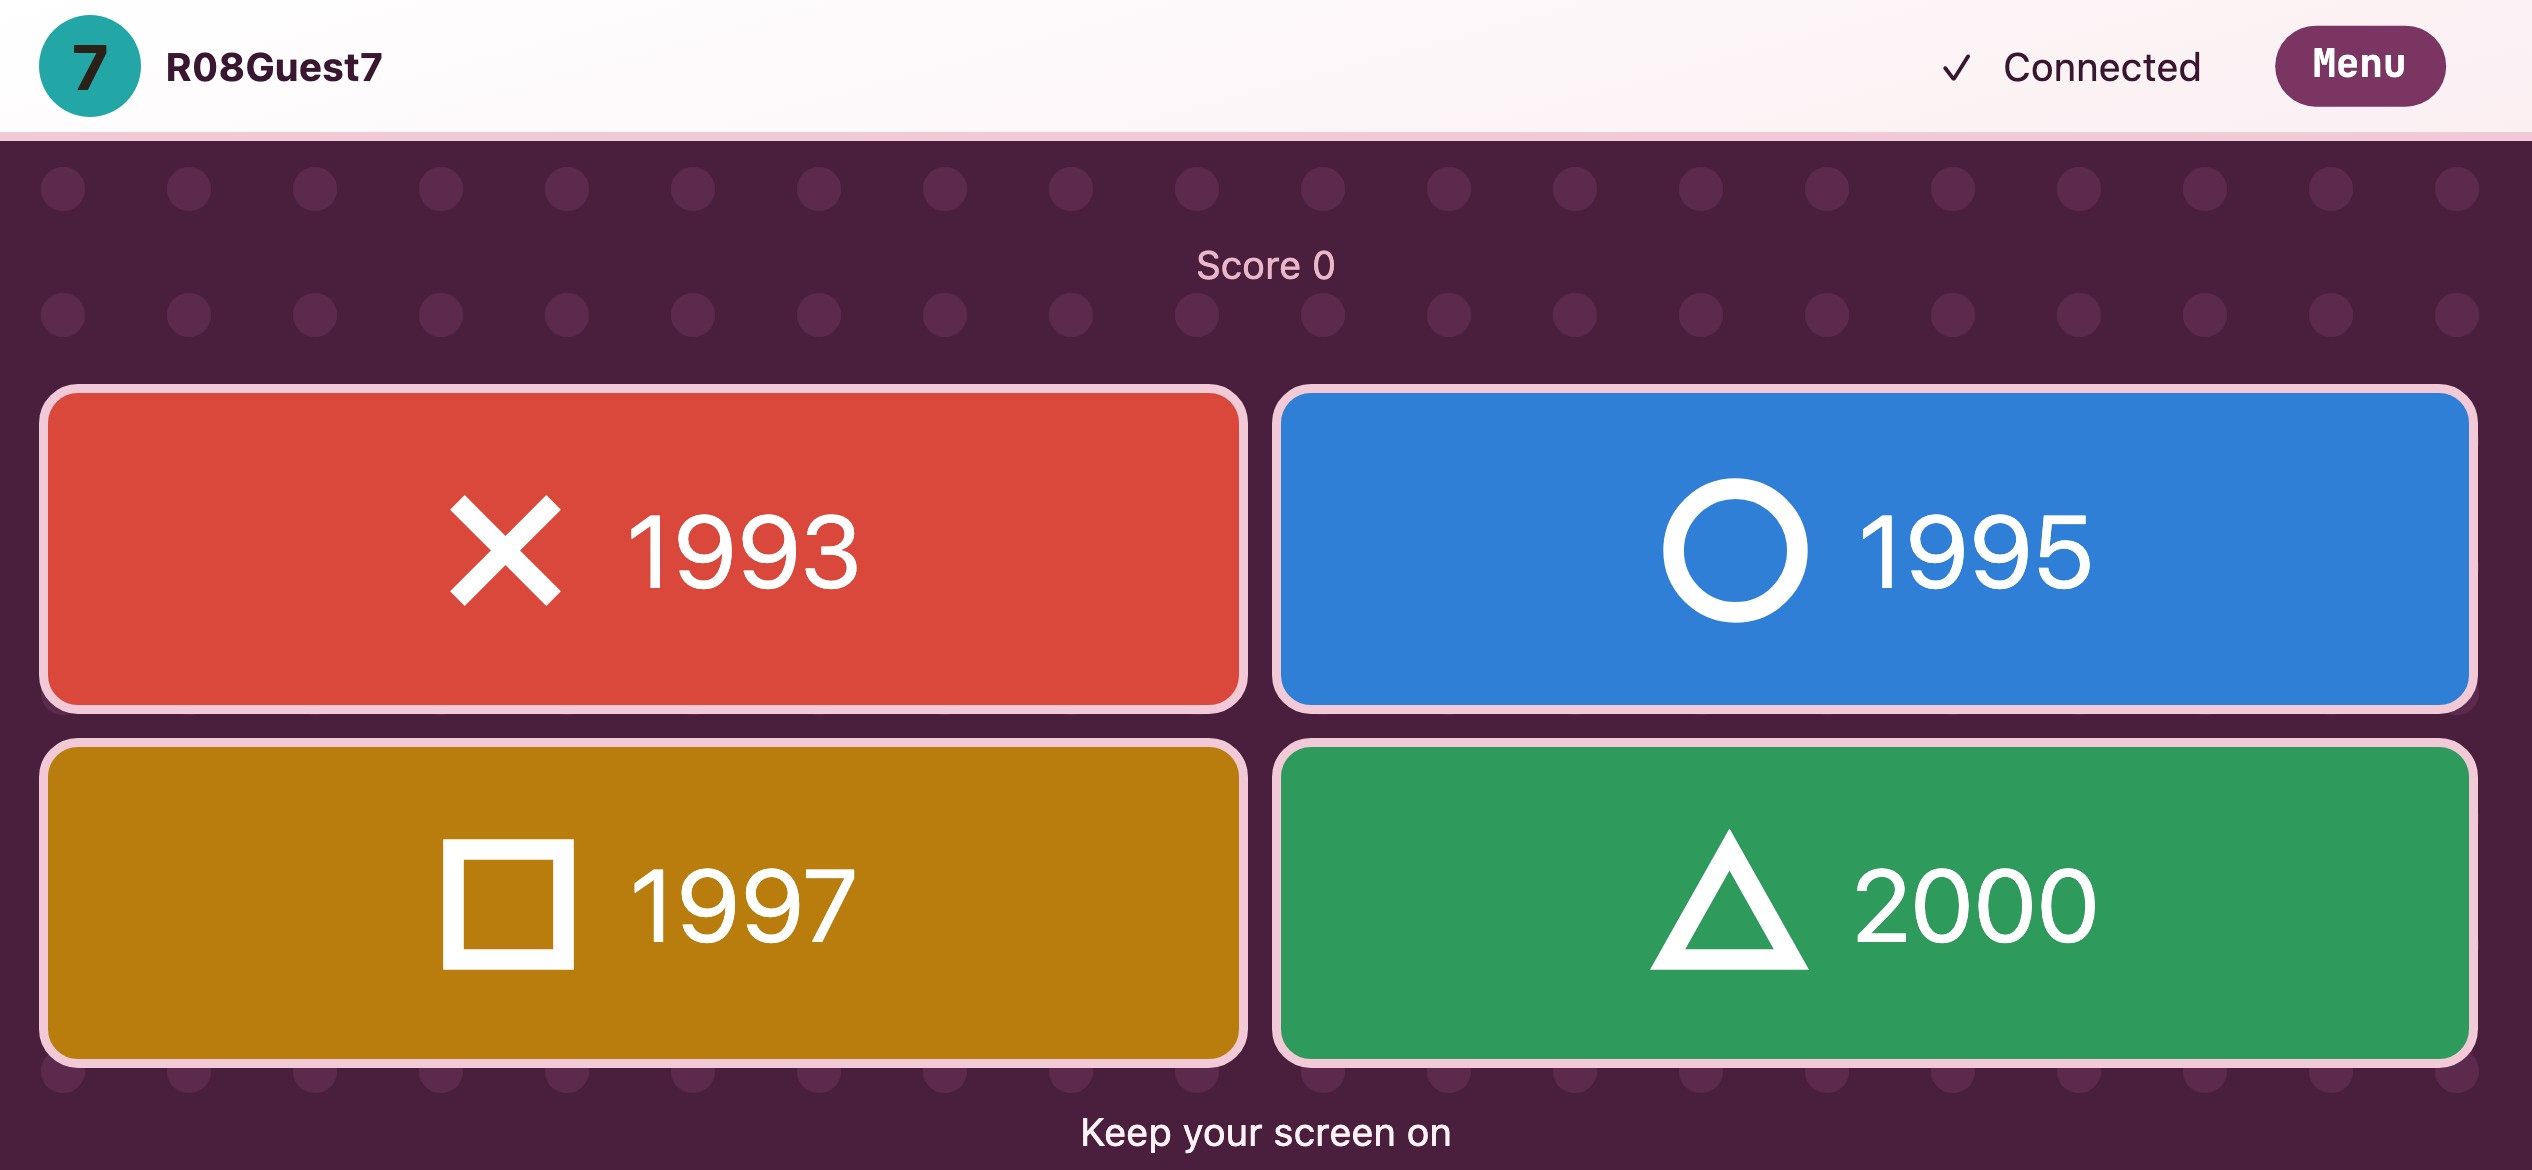 7
R08Guest7
✓ Connected
Menu
Score 0
1993
1995
1997
2000
Keep your screen on